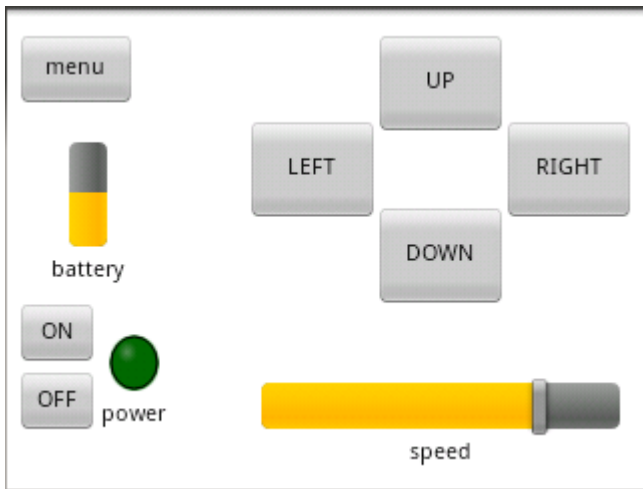 menu
UP
LEFT
RIGHT
DOWN
battery
ON
OFF
power
speed